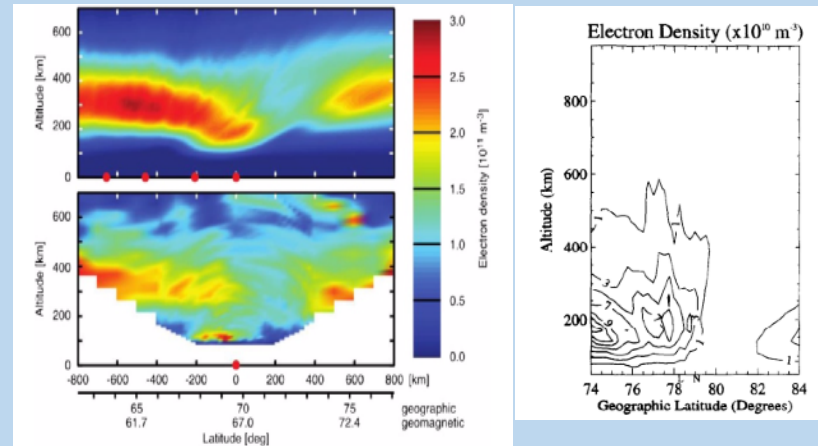 600
400
200
0
Altitude [km]
600
400
200
0
Altitude [km]
-800 -600 -400 -200 0 200 400 600 800 [km]
65 70 75 geographic
61.7 67.0 72.4 geomagnetic
Latitude [deg]
3.0
2.5
2.0
1.5
1.0
0.5
0.0
Electron density [10¹¹ m⁻³]
Electron Density (x10¹⁰ m⁻³)
800
600
400
200
Altitude (km)
1
3
7
9
1
74 76 78 80 82 84
N
Geographic Latitude (Degrees)